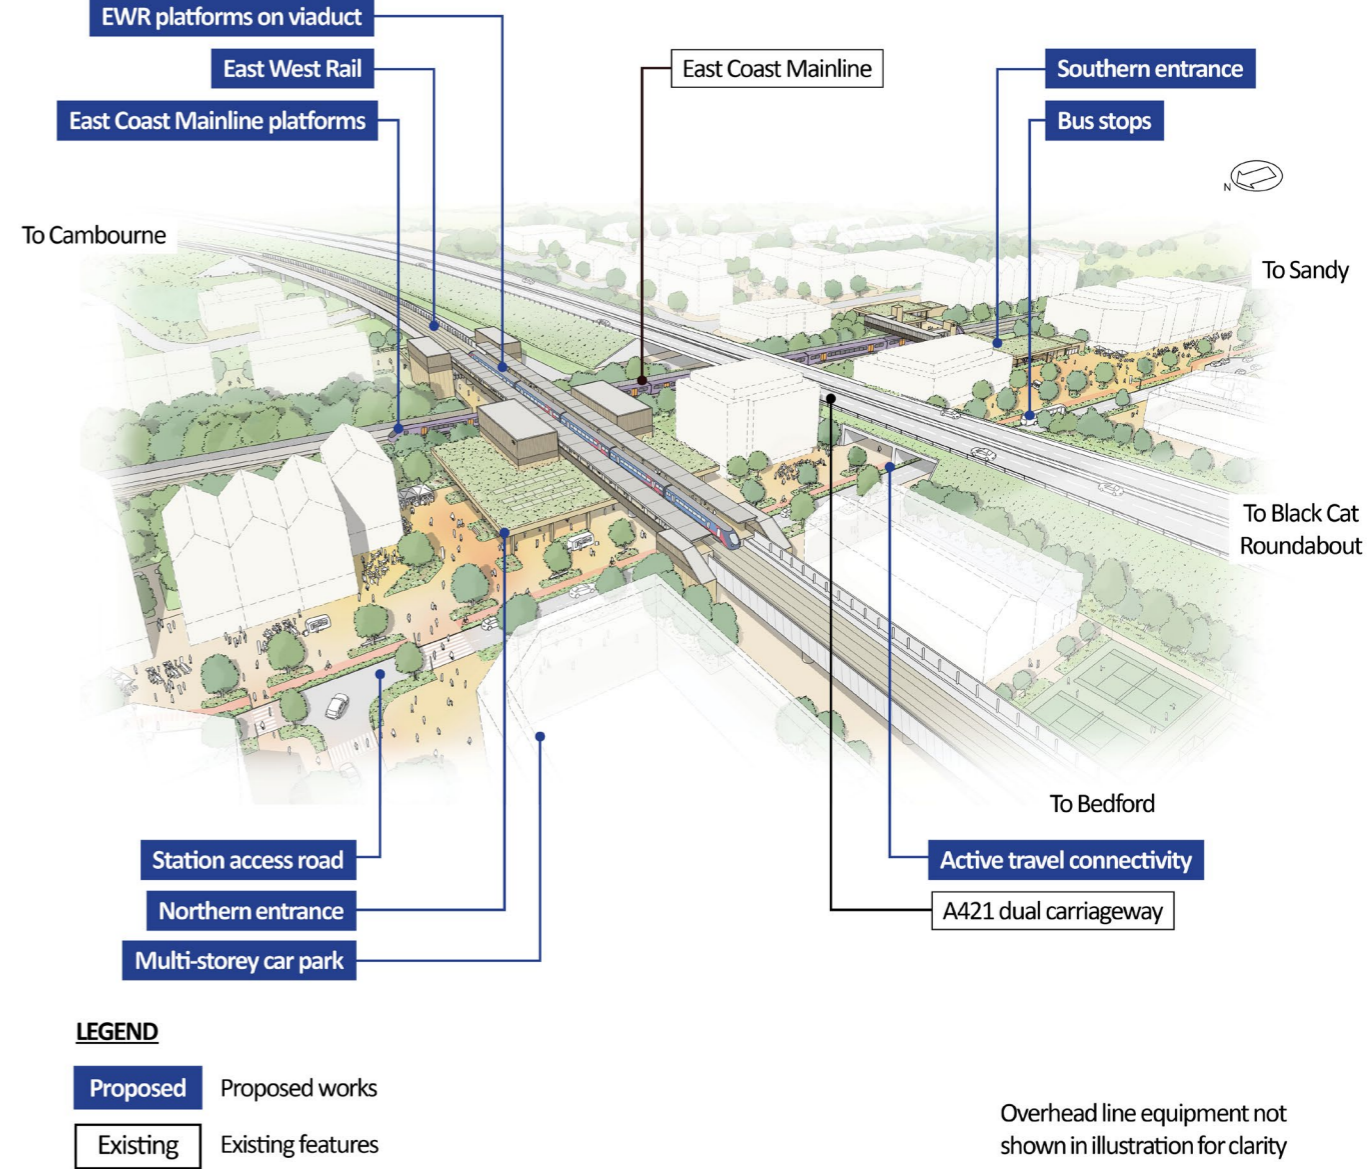 EWR platforms on viaduct
East West Rail
East Coast Mainline
Southern entrance
East Coast Mainline platforms
Bus stops
N
To Cambourne
To Sandy
To Black Cat
Roundabout
To Bedford
Station access road
Active travel connectivity
Northern entrance
A421 dual carriageway
Multi-storey car park
LEGEND
Proposed Proposed works
Existing Existing features
Overhead line equipment not
shown in illustration for clarity